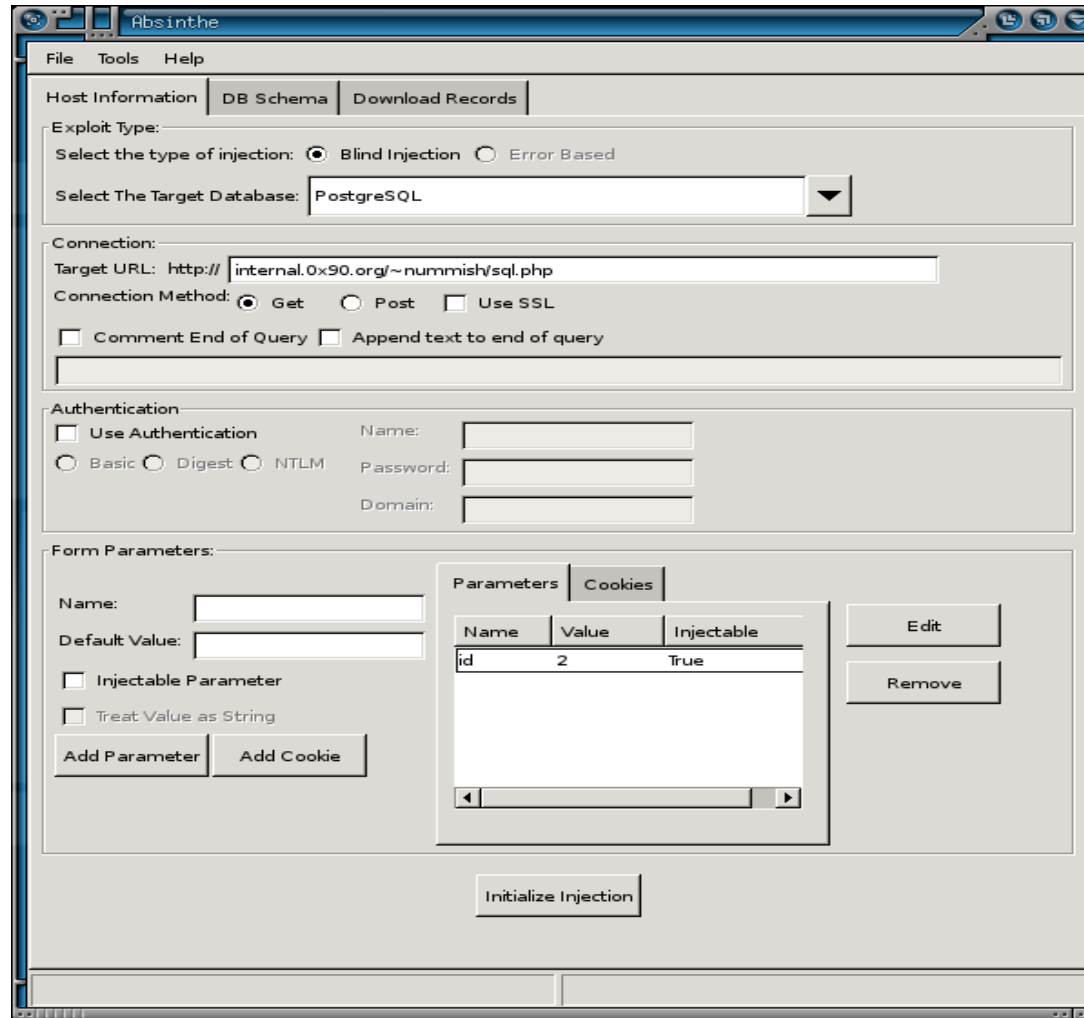 Absinthe
File Tools Help
Host Information DB Schema Download Records
Exploit Type:
Select the type of injection: Blind Injection Error Based
Select The Target Database: PostgreSQL
Connection:
Target URL: http:// internal.0x90.org/~nummish/sql.php
Connection Method: Get Post Use SSL
Comment End of Query Append text to end of query
Authentication
Use Authentication Name:
Basic Digest NTLM Password:
Domain:
Form Parameters:
Parameters Cookies
Name:
Name Value Injectable Edit
Default Value:
id 2 True
Injectable Parameter Remove
Treat Value as String
Add Parameter Add Cookie
Initialize Injection